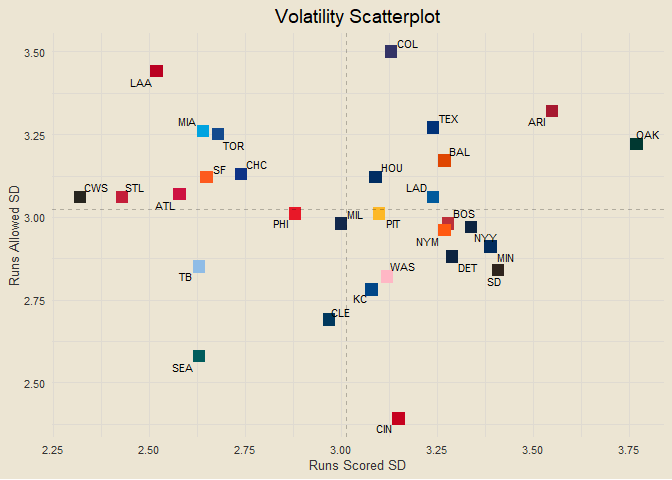 Volatility Scatterplot
COL
3.50
LAA
ARI
MIA
TEX
OAK
3.25
TOR
BAL
SF
CHC
HOU
CWS
STL
LAD
ATL
3.00
PHI
MIL
PIT
BOS
NYM
NYY
MIN
TB
WAS
DET
SD
2.75
KC
CLE
SEA
2.50
CIN
2.25
2.50
2.75
3.00
3.25
3.50
3.75
Runs Scored SD
Runs Allowed SD